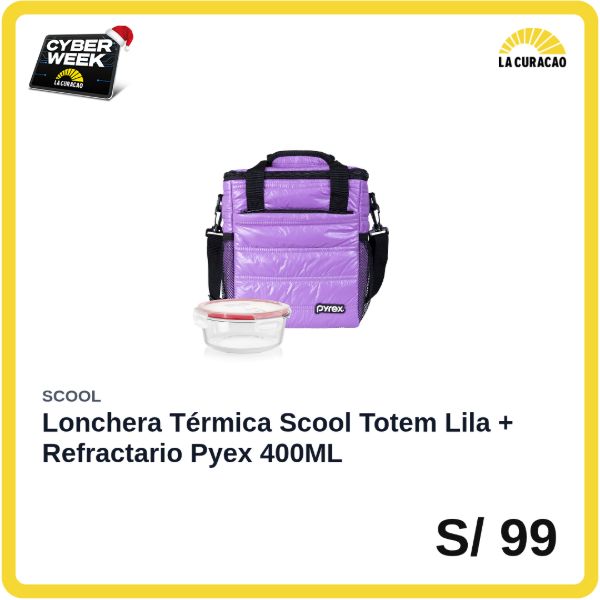 CYBER
WEEK
LA CURACAO
LA CURACAO
pyrex
SCOOL
Lonchera Térmica Scool Totem Lila +
Refractario Pyex 400ML
S/ 99